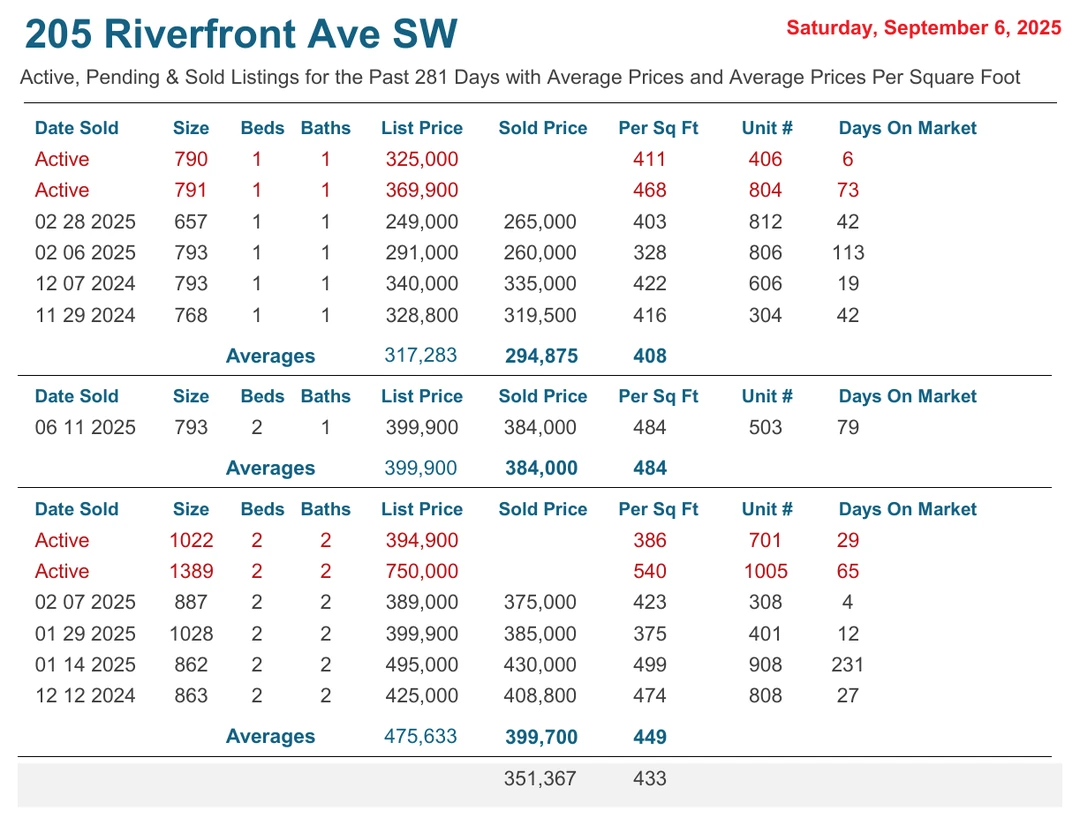 205 Riverfront Ave SW
Saturday, September 6, 2025
Active, Pending & Sold Listings for the Past 281 Days with Average Prices and Average Prices Per Square Foot
Date Sold Size Beds Baths List Price Sold Price Per Sq Ft Unit # Days On Market
Active 790 1 1 325,000 411 406 6
Active 791 1 1 369,900 468 804 73
02 28 2025 657 1 1 249,000 265,000 403 812 42
02 06 2025 793 1 1 291,000 260,000 328 806 113
12 07 2024 793 1 1 340,000 335,000 422 606 19
11 29 2024 768 1 1 328,800 319,500 416 304 42
Averages 317,283 294,875 408
Date Sold Size Beds Baths List Price Sold Price Per Sq Ft Unit # Days On Market
06 11 2025 793 2 1 399,900 384,000 484 503 79
Averages 399,900 384,000 484
Date Sold Size Beds Baths List Price Sold Price Per Sq Ft Unit # Days On Market
Active 1022 2 2 394,900 386 701 29
Active 1389 2 2 750,000 540 1005 65
02 07 2025 887 2 2 389,000 375,000 423 308 4
01 29 2025 1028 2 2 399,900 385,000 375 401 12
01 14 2025 862 2 2 495,000 430,000 499 908 231
12 12 2024 863 2 2 425,000 408,800 474 808 27
Averages 475,633 399,700 449
351,367 433